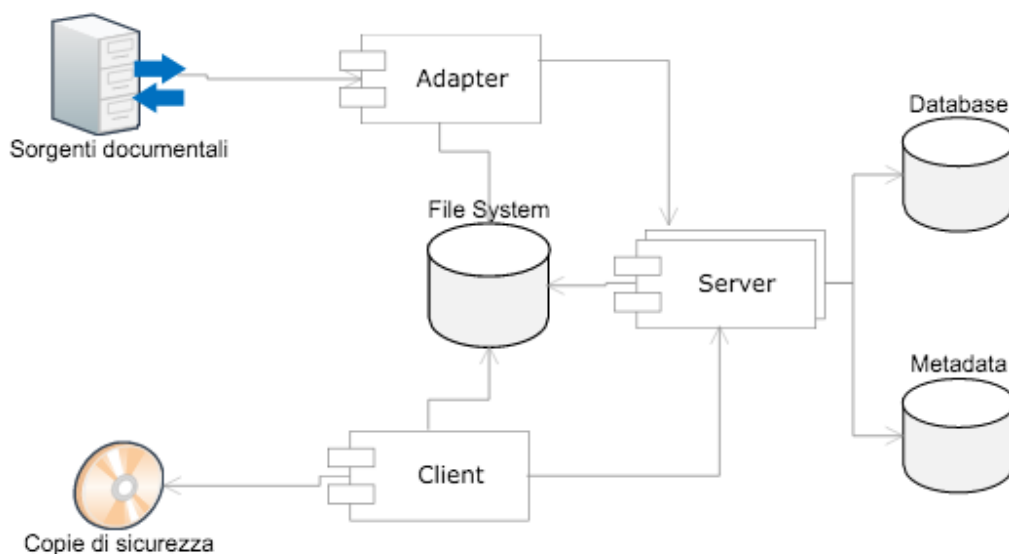 Adapter
Sorgenti documentali
Database
File System
Server
Metadata
Client
Copie di sicurezza